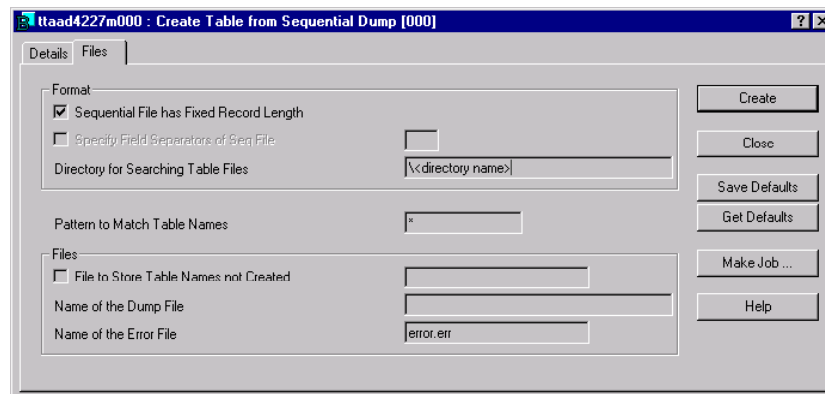 ttaad4227m000 : Create Table from Sequential Dump [000]
Details Files
Format
Sequential File has Fixed Record Length
Specify Field Separators of Seq File
Directory for Searching Table Files \<directory name>
Pattern to Match Table Names *
Files
File to Store Table Names not Created
Name of the Dump File
Name of the Error File error.err
Create
Close
Save Defaults
Get Defaults
Make Job ...
Help